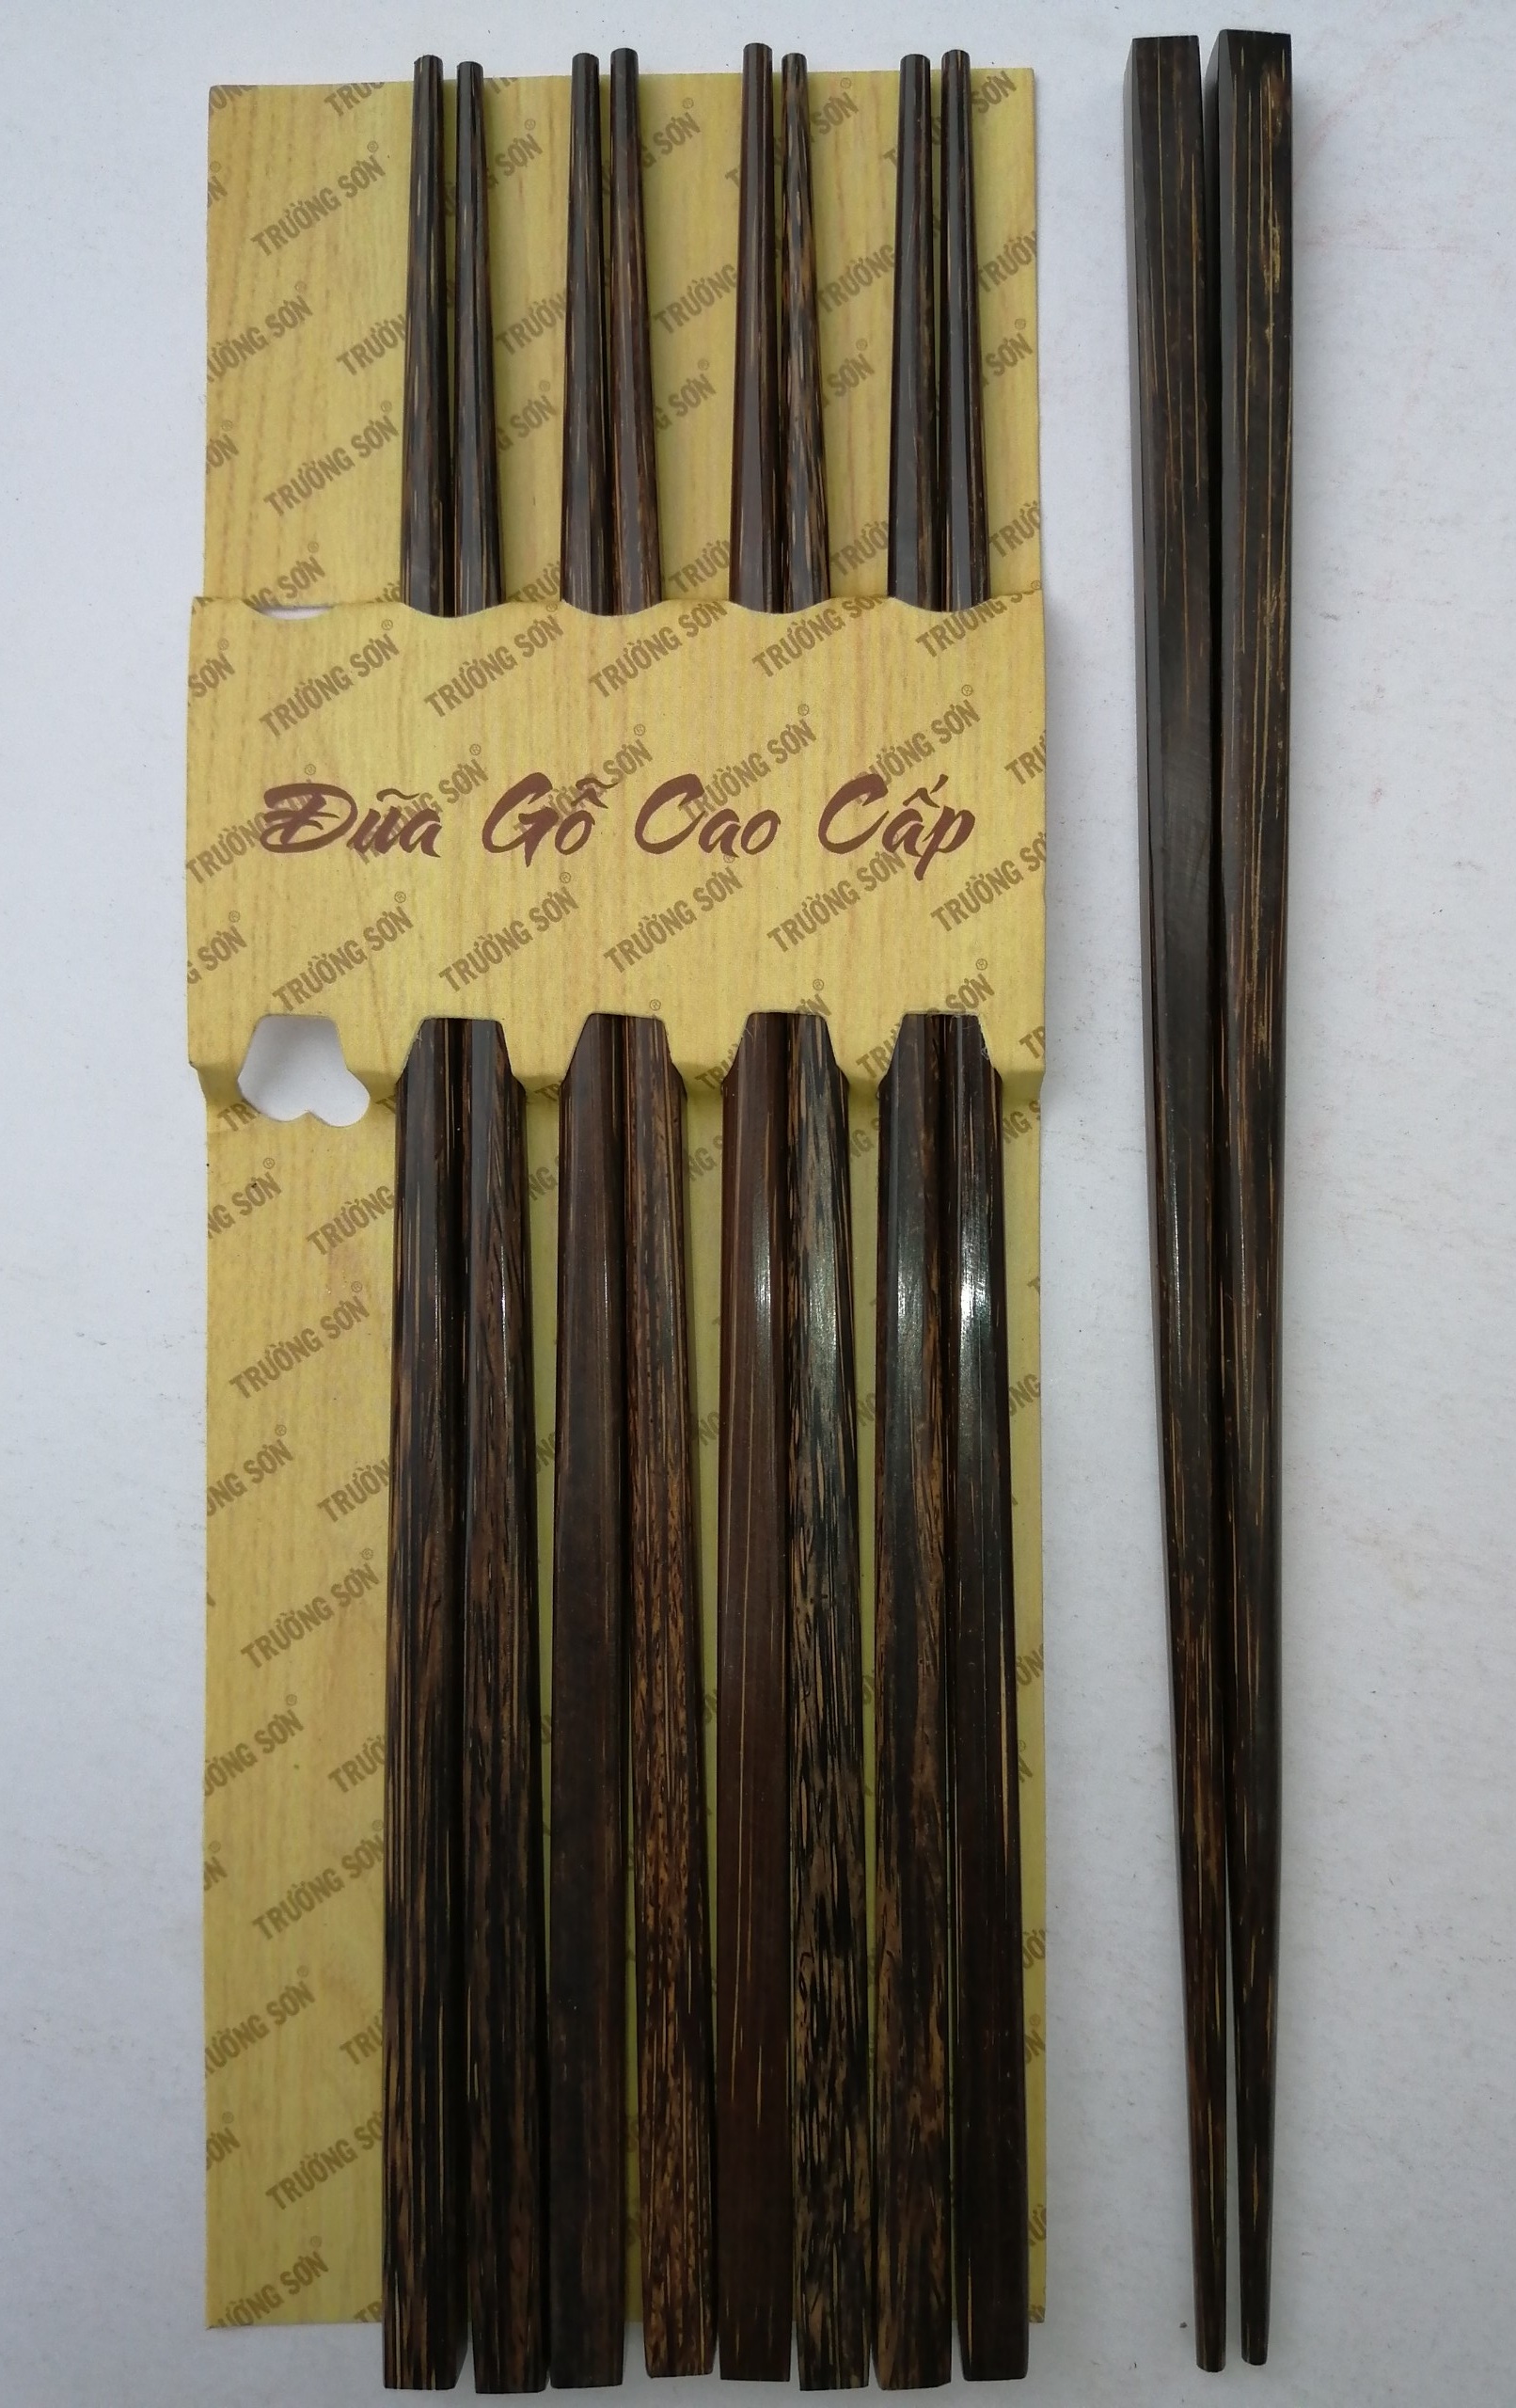 Đũa Gỗ Cao Cấp
TRƯỜNG SƠN®